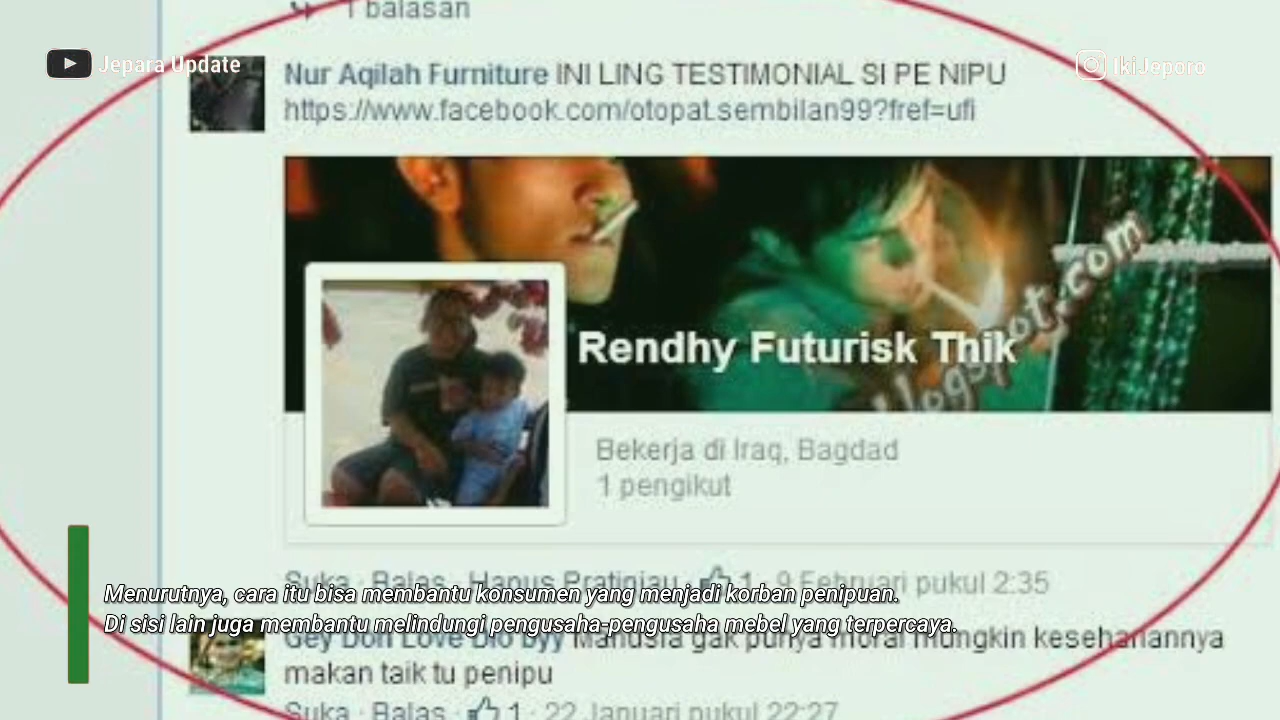 1 balasan
Jepara Update
IkiJeporo
Nur Aqilah Furniture INI LING TESTIMONIAL SI PE NIPU
https://www.facebook.com/otopat.sembilan99?fref=ufi
blogspot.com
Rendhy Futurisk Thik
Bekerja di Iraq, Bagdad
1 pengikut
Suka · Balas · Hapus Pratinjau · 1 · 9 Februari pukul 2:35
Menurutnya, cara itu bisa membantu konsumen yang menjadi korban penipuan.
Di sisi lain juga membantu melindungi pengusaha-pengusaha mebel yang terpercaya.
Gey Doh Love Dio byy Manusia gak punya moral mungkin kesehariannya
makan taik tu penipu
Suka · Balas · 1 · 22 Januari pukul 22:27